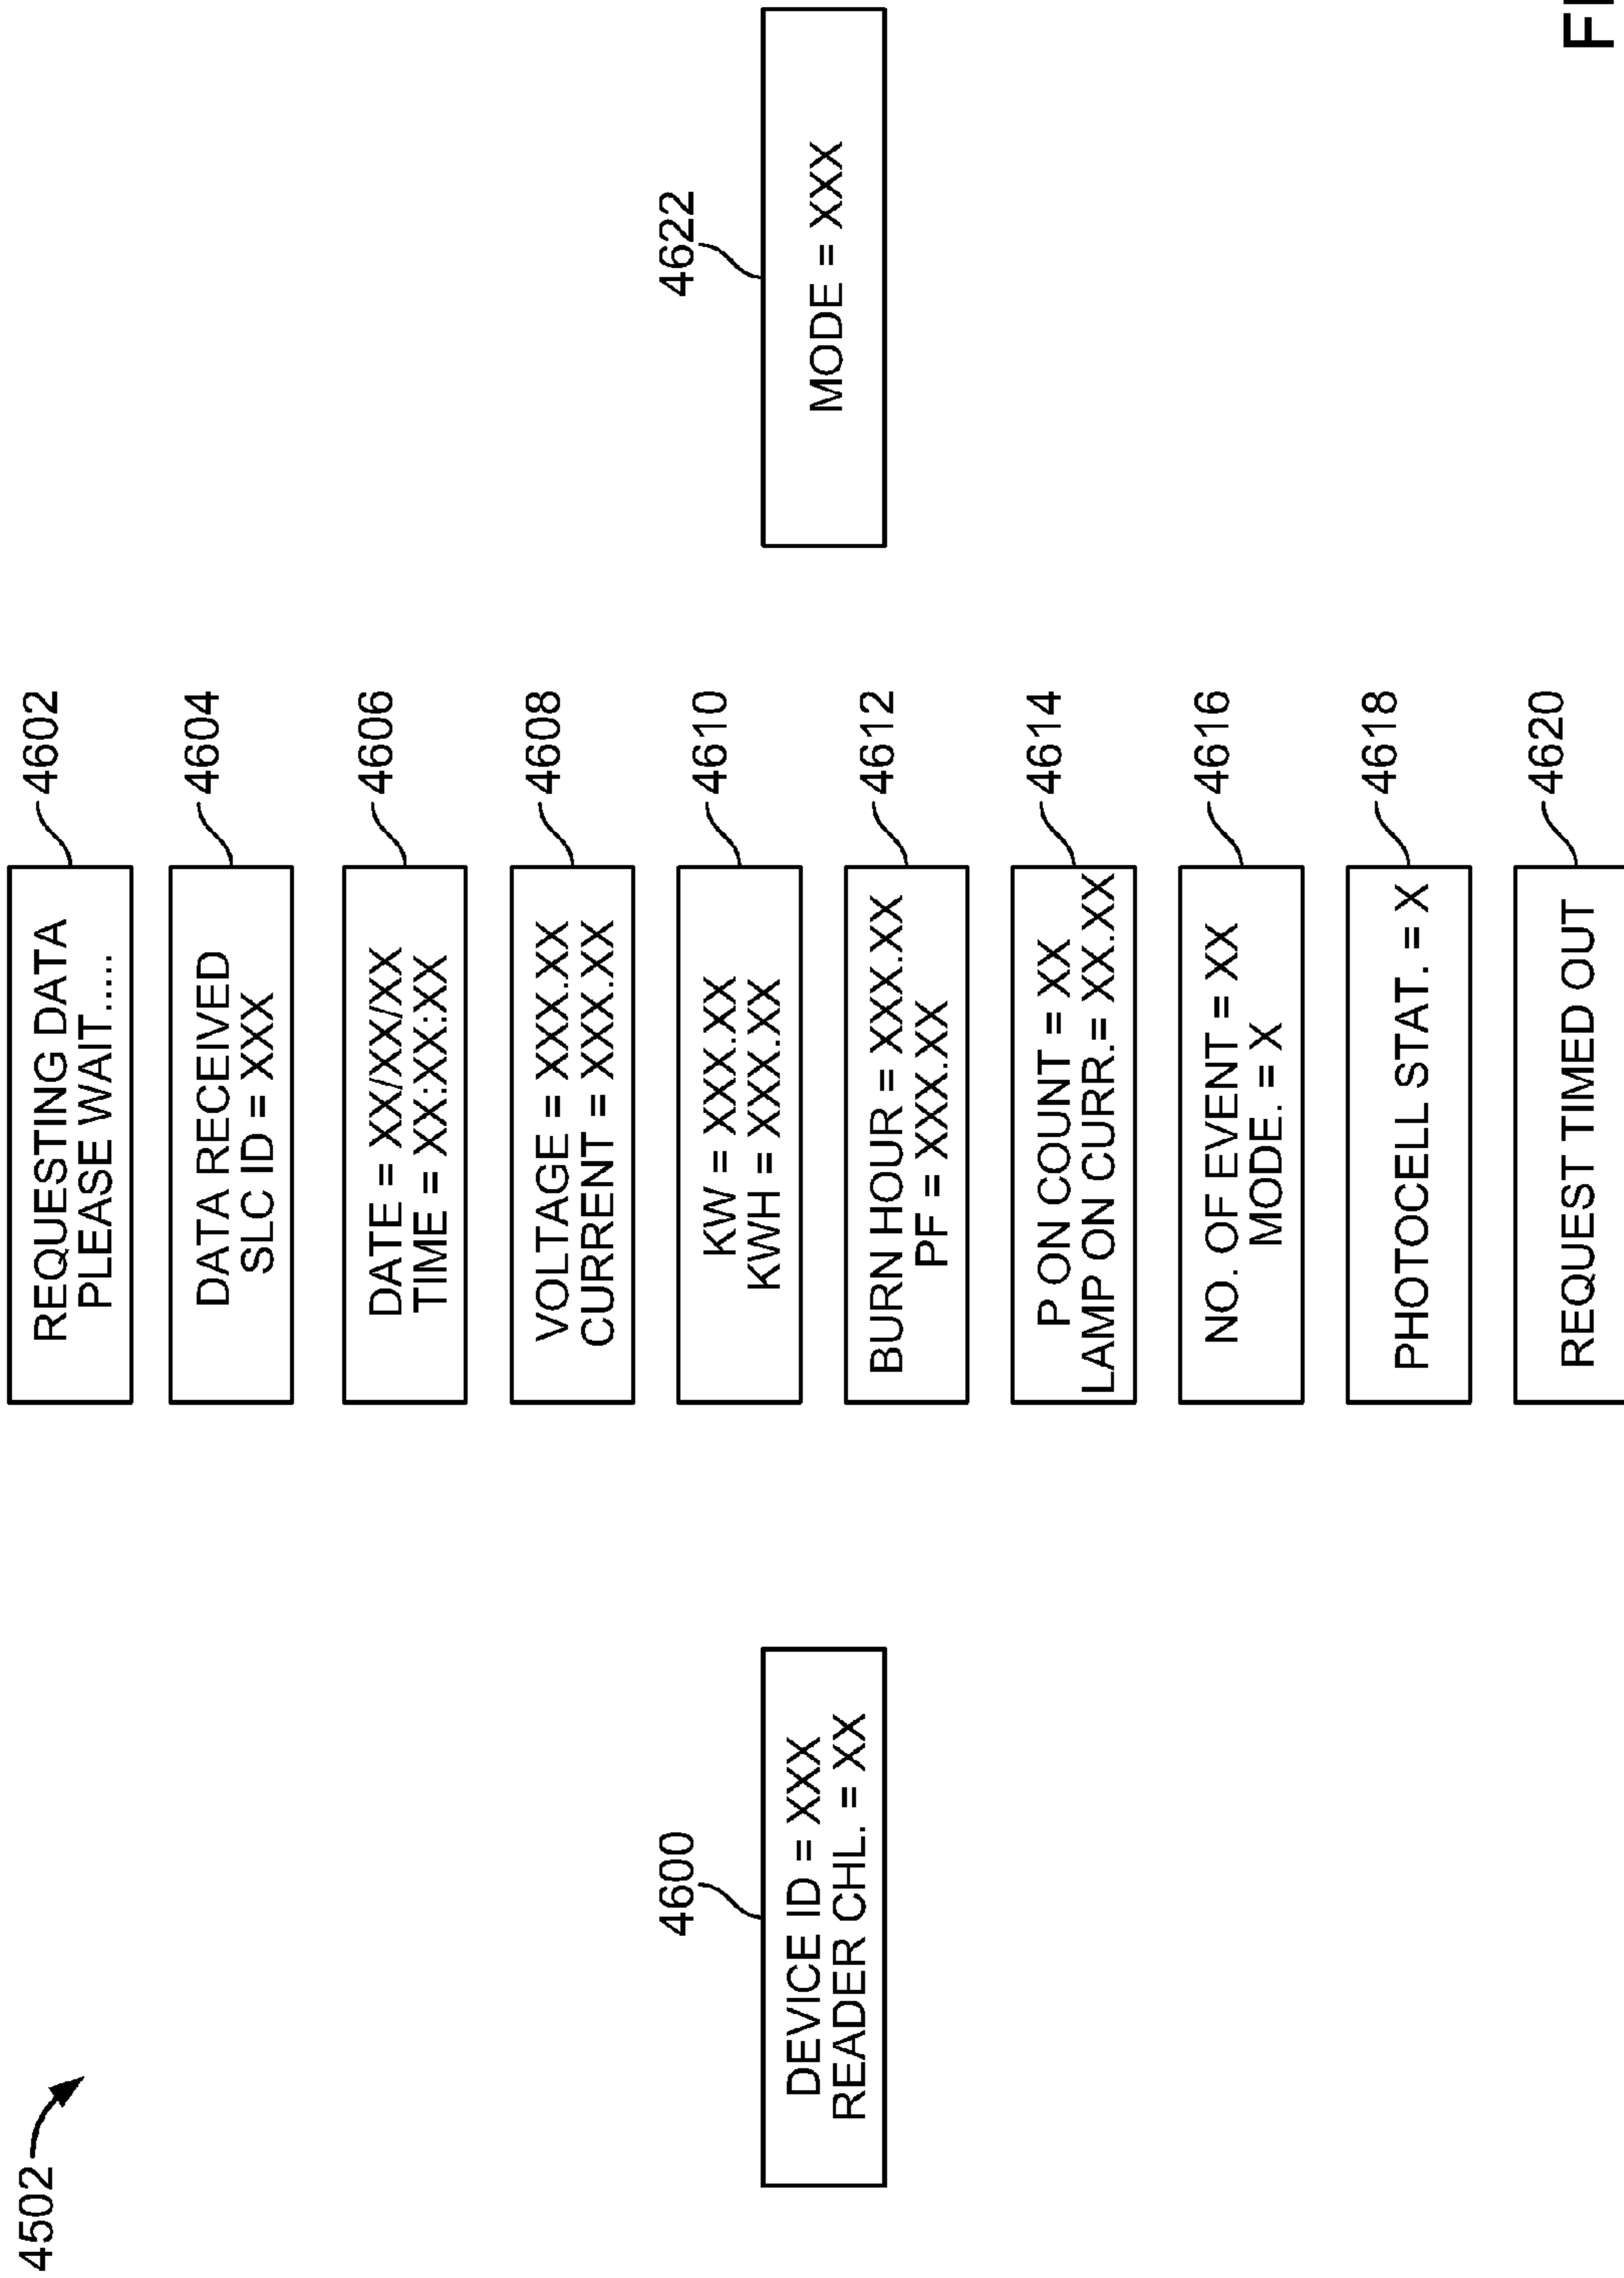 4502
4600
DEVICE ID = XXX
READER CHL. = XX
REQUESTING DATA
PLEASE WAIT.....
4602
DATA RECEIVED
SLC ID = XXX
4604
DATE = XX/XX/XX
TIME = XX:XX:XX
4606
VOLTAGE = XXX.XX
CURRENT = XXX.XX
4608
KW = XXX.XX
KWH = XXX.XX
4610
BURN HOUR = XXX.XX
PF = XXX.XX
4612
P ON COUNT = XX
LAMP ON CURR.= XX.XX
4614
NO. OF EVENT = XX
MODE. = X
4616
PHOTOCELL STAT. = X
4618
REQUEST TIMED OUT
4620
4622
MODE = XXX